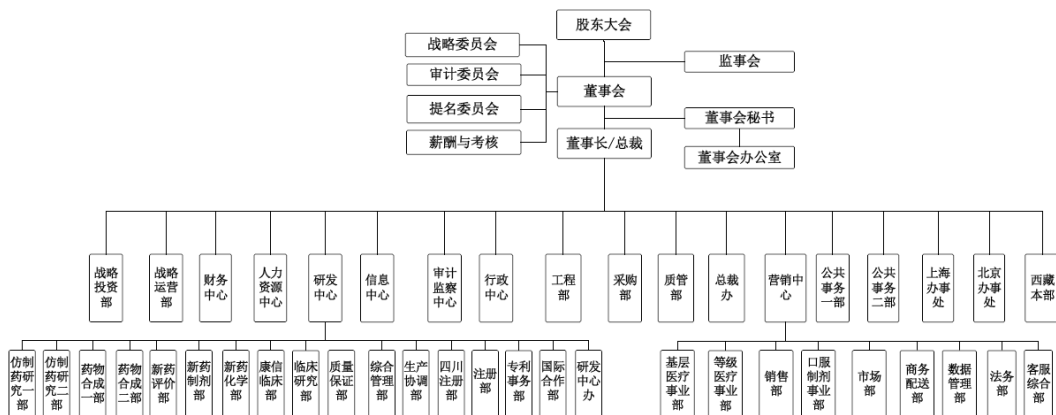 股东大会
战略委员会
监事会
审计委员会
董事会
提名委员会
董事会秘书
薪酬与考核
董事长/总裁
董事会办公室
战略
投资部
战略
运营
部
财务
中心
人力
资源中心
研发
中心
信息
中心
审计
监察中心
行政
中心
工程
部
采购
部
质管
部
总裁
办
营销中
心
公共
事务
一部
公共
事务
二部
上海
办事
处
北京
办事
处
西藏
本部
仿制
药研
究一
部
仿制
药研
究二
部
药物
合成
一部
药物
合成
二部
新药
评价
部
新药
制剂
部
新药
化学
部
康信
临床
部
临床
研究
部
质量
保证
部
综合
管理
部
生产
协调
部
四川
注册
部
注册
部
专利
事务
部
国际
合作
部
研发
中心
办
基层
医疗
事业
部
等级
医疗
事业
部
销售
部
口服
制剂
事业
部
市场
部
商务
配送
部
数据
管理
部
法务
部
客服
综合
部